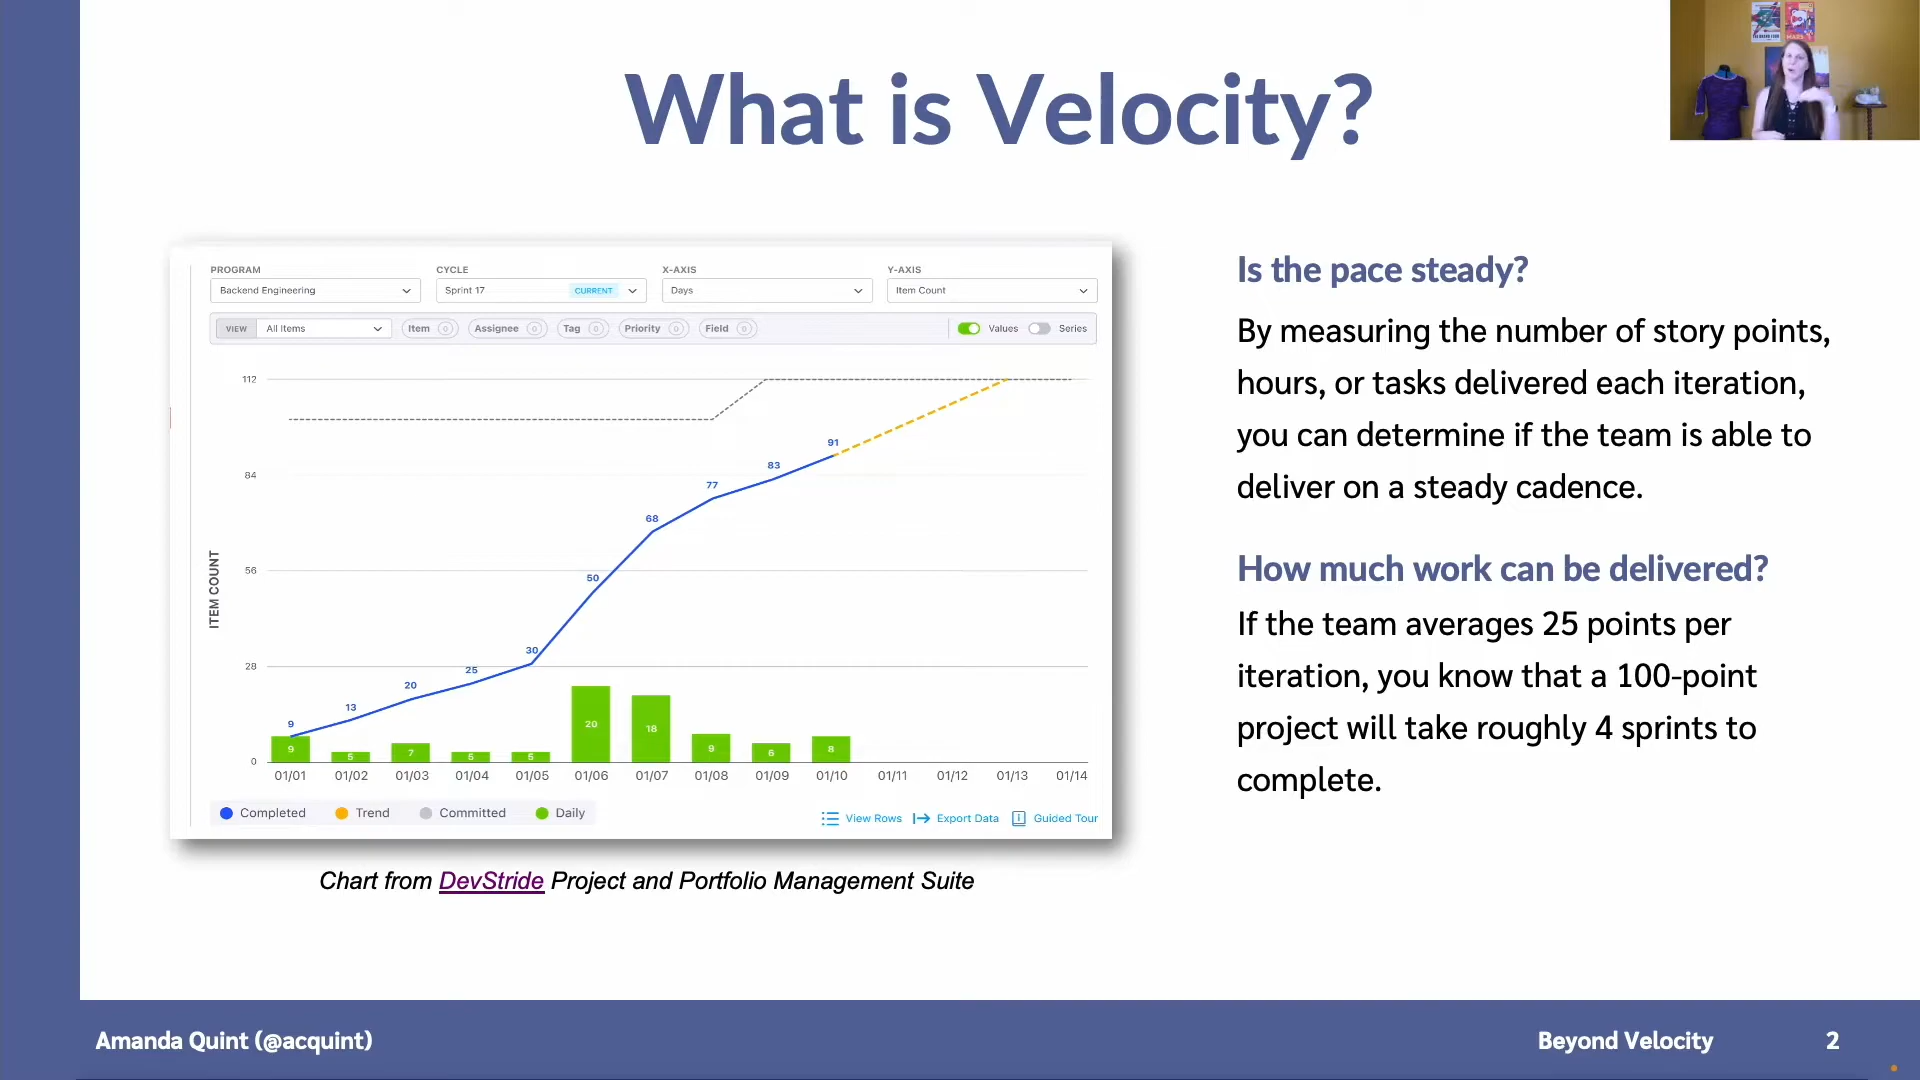 What is Velocity?
PROGRAM
CYCLE
X-AXIS
Y-AXIS
Backend Engineering
Sprint 17 CURRENT
Days
Item Count
VIEW All Items Item 0 Assignee 0 Tag 0 Priority 0 Field 0 Values Series
112
84
56
28
0
ITEM COUNT
9
13
20
25
30
50
68
77
83
91
9
5
7
5
5
20
18
9
6
8
01/01 01/02 01/03 01/04 01/05 01/06 01/07 01/08 01/09 01/10 01/11 01/12 01/13 01/14
Completed Trend Committed Daily
View Rows Export Data Guided Tour
Chart from DevStride Project and Portfolio Management Suite
Is the pace steady?
By measuring the number of story points,
hours, or tasks delivered each iteration,
you can determine if the team is able to
deliver on a steady cadence.
How much work can be delivered?
If the team averages 25 points per
iteration, you know that a 100-point
project will take roughly 4 sprints to
complete.
Amanda Quint (@acquint)
Beyond Velocity
2